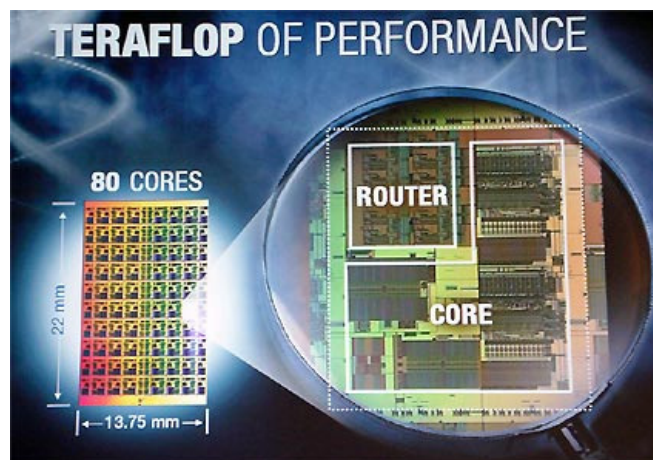 TERAFLOP OF PERFORMANCE
80 CORES
22 mm
13.75 mm
ROUTER
CORE